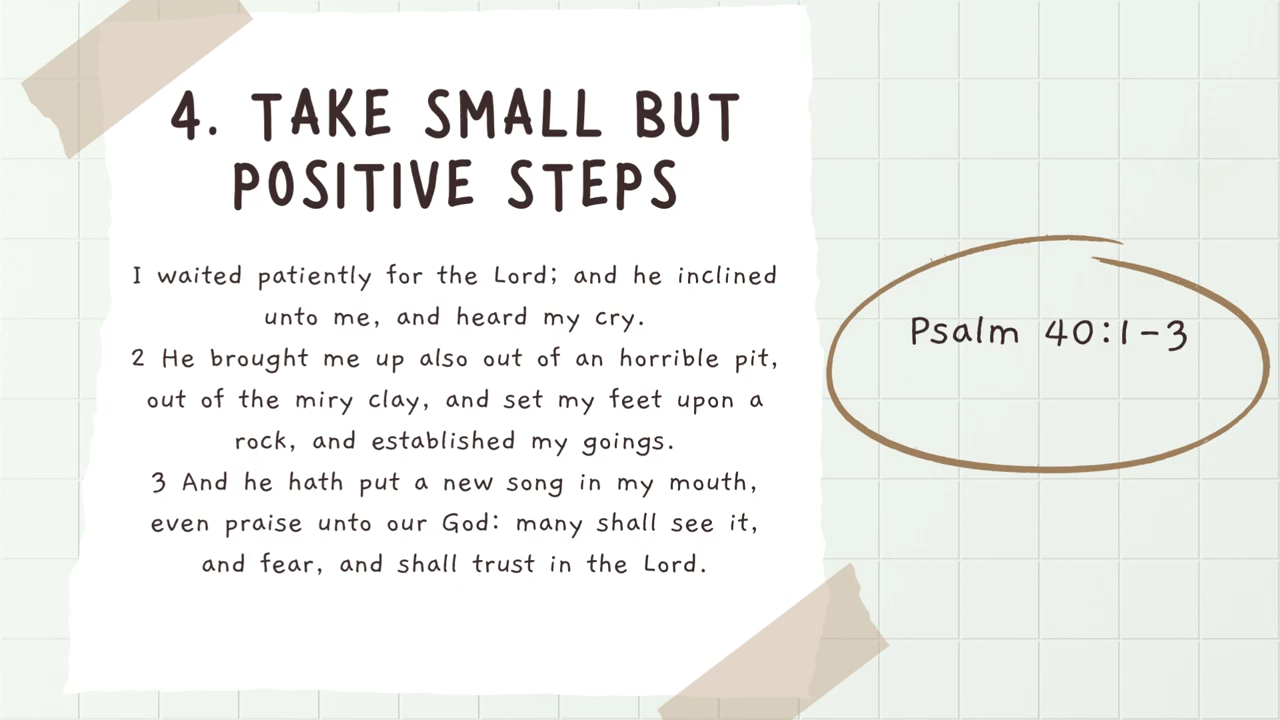 4. TAKE SMALL BUT
POSITIVE STEPS
I waited patiently for the Lord; and he inclined
unto me, and heard my cry.
2 He brought me up also out of an horrible pit,
out of the miry clay, and set my feet upon a
rock, and established my goings.
3 And he hath put a new song in my mouth,
even praise unto our God: many shall see it,
and fear, and shall trust in the Lord.
Psalm 40:1-3